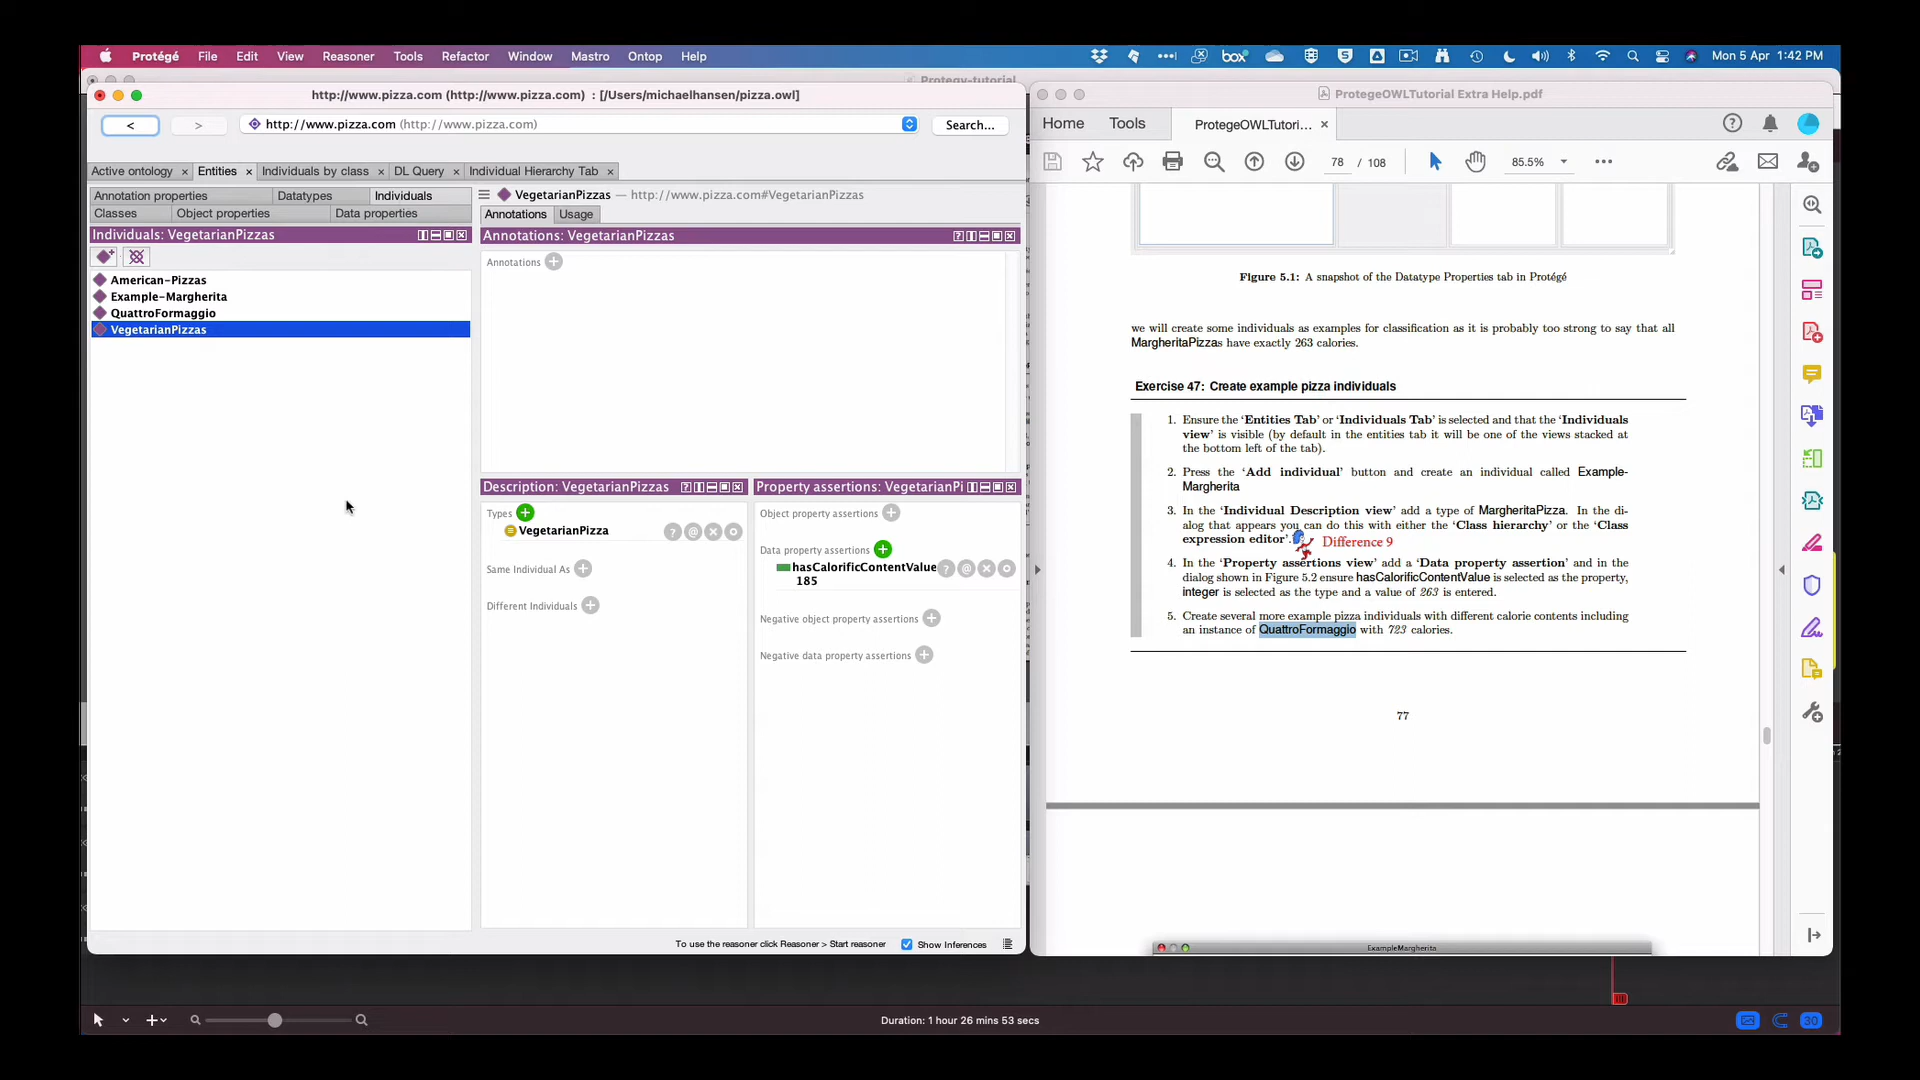 Protégé File Edit View Reasoner Tools Refactor Window Mastro Ontop Help
box Mon 5 Apr 1:42 PM
Protegy-tutorial
http://www.pizza.com (http://www.pizza.com) : [/Users/michaelhansen/pizza.owl]
< > http://www.pizza.com (http://www.pizza.com) Search...
Active ontology × Entities × Individuals by class × DL Query × Individual Hierarchy Tab ×
Annotation properties Datatypes Individuals
Classes Object properties Data properties
Individuals: VegetarianPizzas
American-Pizzas
Example-Margherita
QuattroFormaggio
VegetarianPizzas
VegetarianPizzas — http://www.pizza.com#VegetarianPizzas
Annotations Usage
Annotations: VegetarianPizzas
Annotations
Description: VegetarianPizzas
Types
VegetarianPizza
Same Individual As
Different Individuals
Property assertions: VegetarianPi
Object property assertions
Data property assertions
hasCalorificContentValue
185
Negative object property assertions
Negative data property assertions
To use the reasoner click Reasoner > Start reasoner Show Inferences
ProtegeOWLTutorial Extra Help.pdf
Home Tools ProtegeOWLTutori... ×
78 / 108 85.5%
Figure 5.1: A snapshot of the Datatype Properties tab in Protégé
we will create some individuals as examples for classification as it is probably too strong to say that all
MargheritaPizzas have exactly 263 calories.
Exercise 47: Create example pizza individuals
1. Ensure the ‘Entities Tab’ or ‘Individuals Tab’ is selected and that the ‘Individuals
view’ is visible (by default in the entities tab it will be one of the views stacked at
the bottom left of the tab).
2. Press the ‘Add individual’ button and create an individual called Example-
Margherita
3. In the ‘Individual Description view’ add a type of MargheritaPizza. In the di-
alog that appears you can do this with either the ‘Class hierarchy’ or the ‘Class
expression editor’. Difference 9
4. In the ‘Property assertions view’ add a ‘Data property assertion’ and in the
dialog shown in Figure 5.2 ensure hasCalorificContentValue is selected as the property,
integer is selected as the type and a value of 263 is entered.
5. Create several more example pizza individuals with different calorie contents including
an instance of QuattroFormaggio with 723 calories.
77
ExampleMargherita
Duration: 1 hour 26 mins 53 secs
30